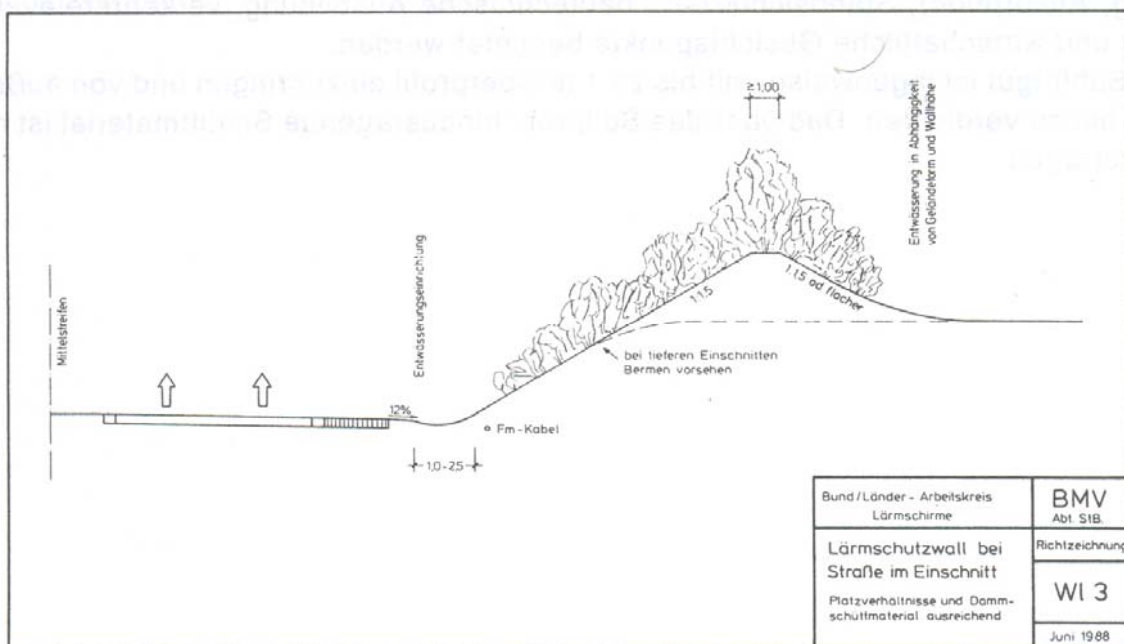 ≥1,00
Entwässerung in Abhängigkeit
von Geländeform und Wallhöhe
Entwässerungseinrichtung
Mittelstreifen
1:1,5
1:1,5 od flacher
bei tieferen Einschnitten
Bermen vorsehen
12%
Fm-Kabel
1,0-2,5
Bund/Länder - Arbeitskreis
Lärmschirme
BMV
Abt. StB.
Lärmschutzwall bei
Straße im Einschnitt
Platzverhältnisse und Damm-
schüttmaterial ausreichend
Richtzeichnung
Wl 3
Juni 1988